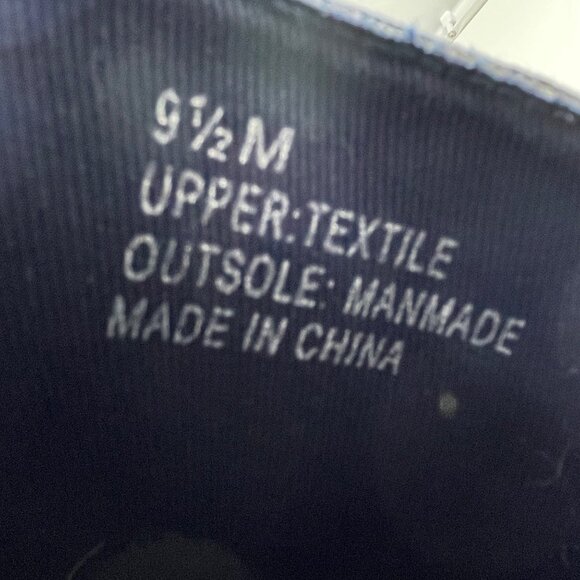 9½M
UPPER:TEXTILE
OUTSOLE: MANMADE
MADE IN CHINA